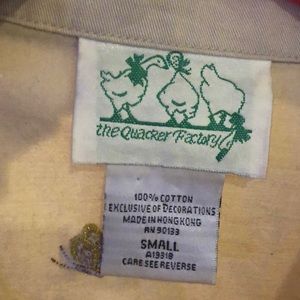 the Quacker Factory
100% COTTON
EXCLUSIVE OF DECORATIONS
MADE IN HONG KONG
RN 90133
SMALL
A19318
CARE SEE REVERSE